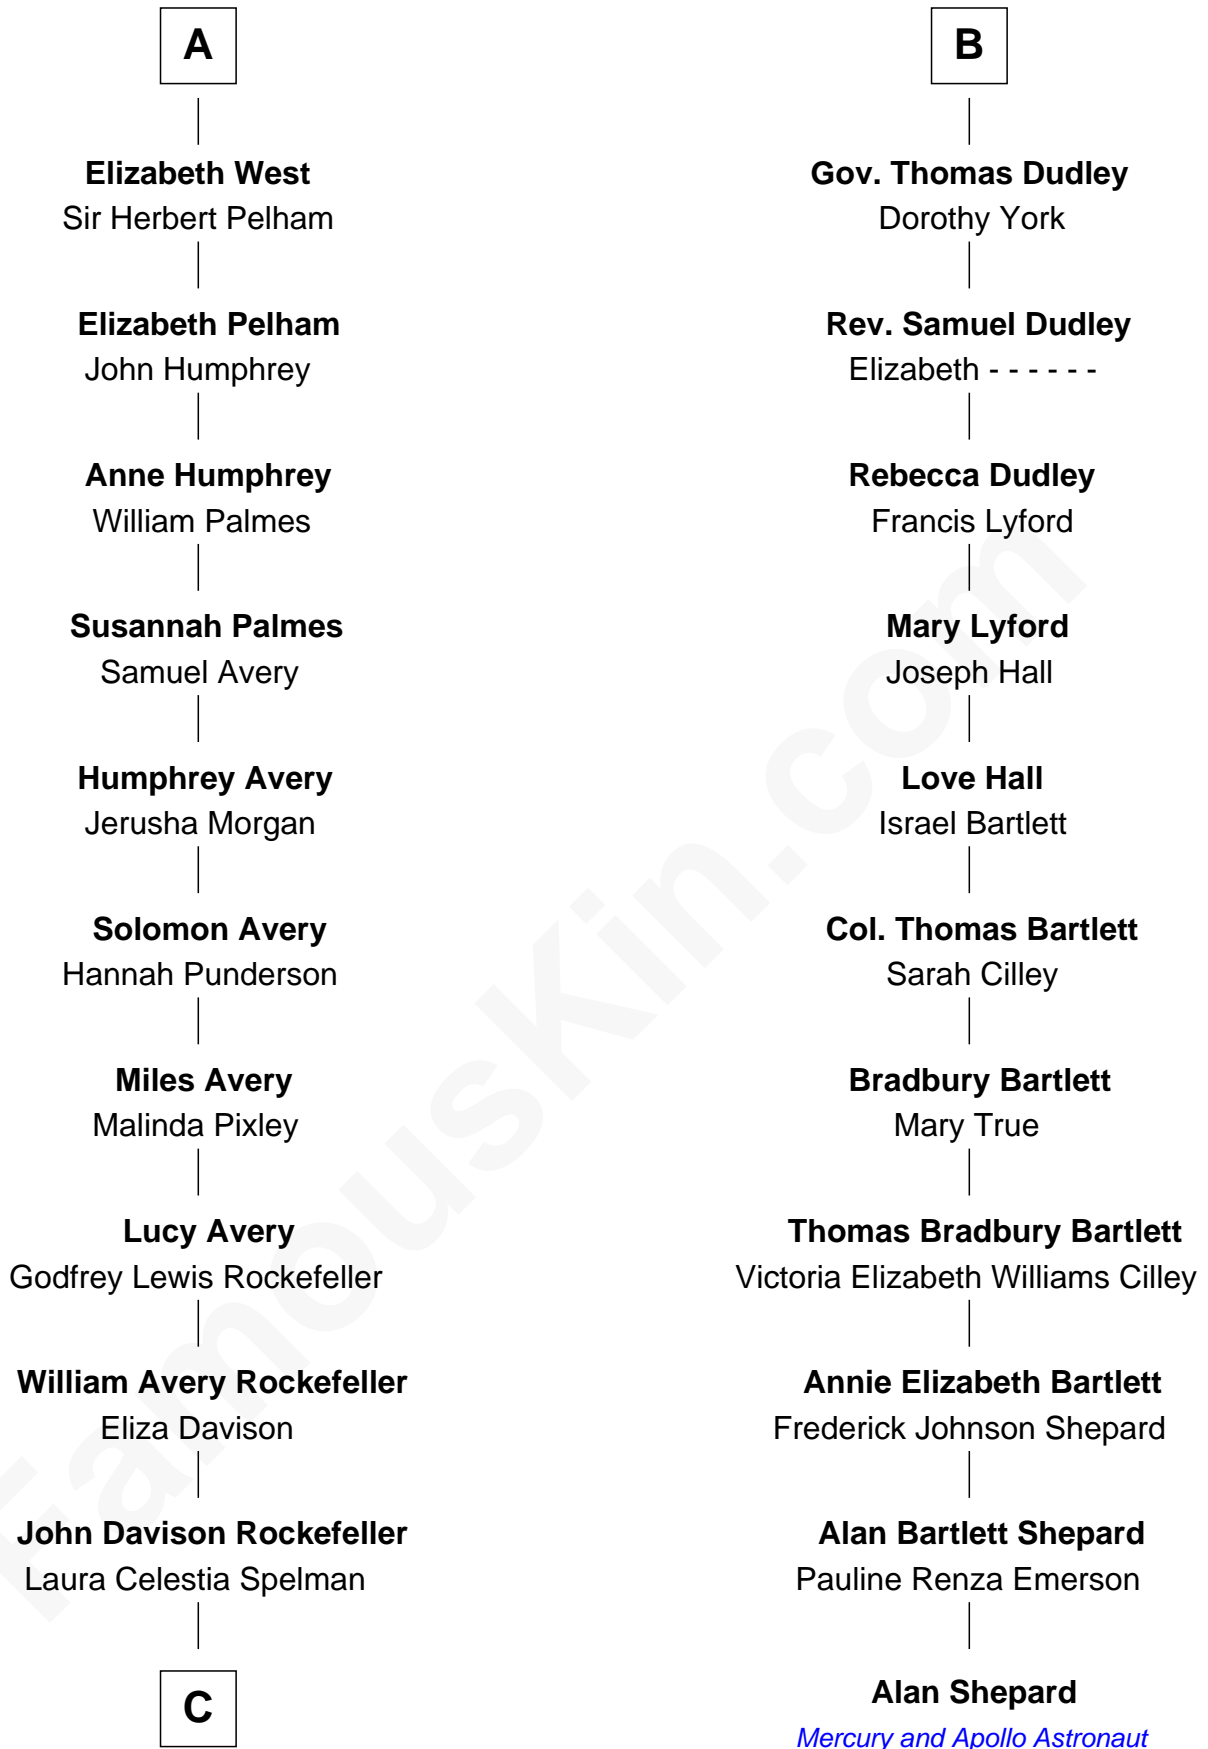 A
Elizabeth West
Sir Herbert Pelham
Elizabeth Pelham
John Humphrey
Anne Humphrey
William Palmes
Susannah Palmes
Samuel Avery
Humphrey Avery
Jerusha Morgan
Solomon Avery
Hannah Punderson
Miles Avery
Malinda Pixley
Lucy Avery
Godfrey Lewis Rockefeller
William Avery Rockefeller
Eliza Davison
John Davison Rockefeller
Laura Celestia Spelman
C
B
Gov. Thomas Dudley
Dorothy York
Rev. Samuel Dudley
Elizabeth - - - - - -
Rebecca Dudley
Francis Lyford
Mary Lyford
Joseph Hall
Love Hall
Israel Bartlett
Col. Thomas Bartlett
Sarah Cilley
Bradbury Bartlett
Mary True
Thomas Bradbury Bartlett
Victoria Elizabeth Williams Cilley
Annie Elizabeth Bartlett
Frederick Johnson Shepard
Alan Bartlett Shepard
Pauline Renza Emerson
Alan Shepard
Mercury and Apollo Astronaut
FamousKin.com